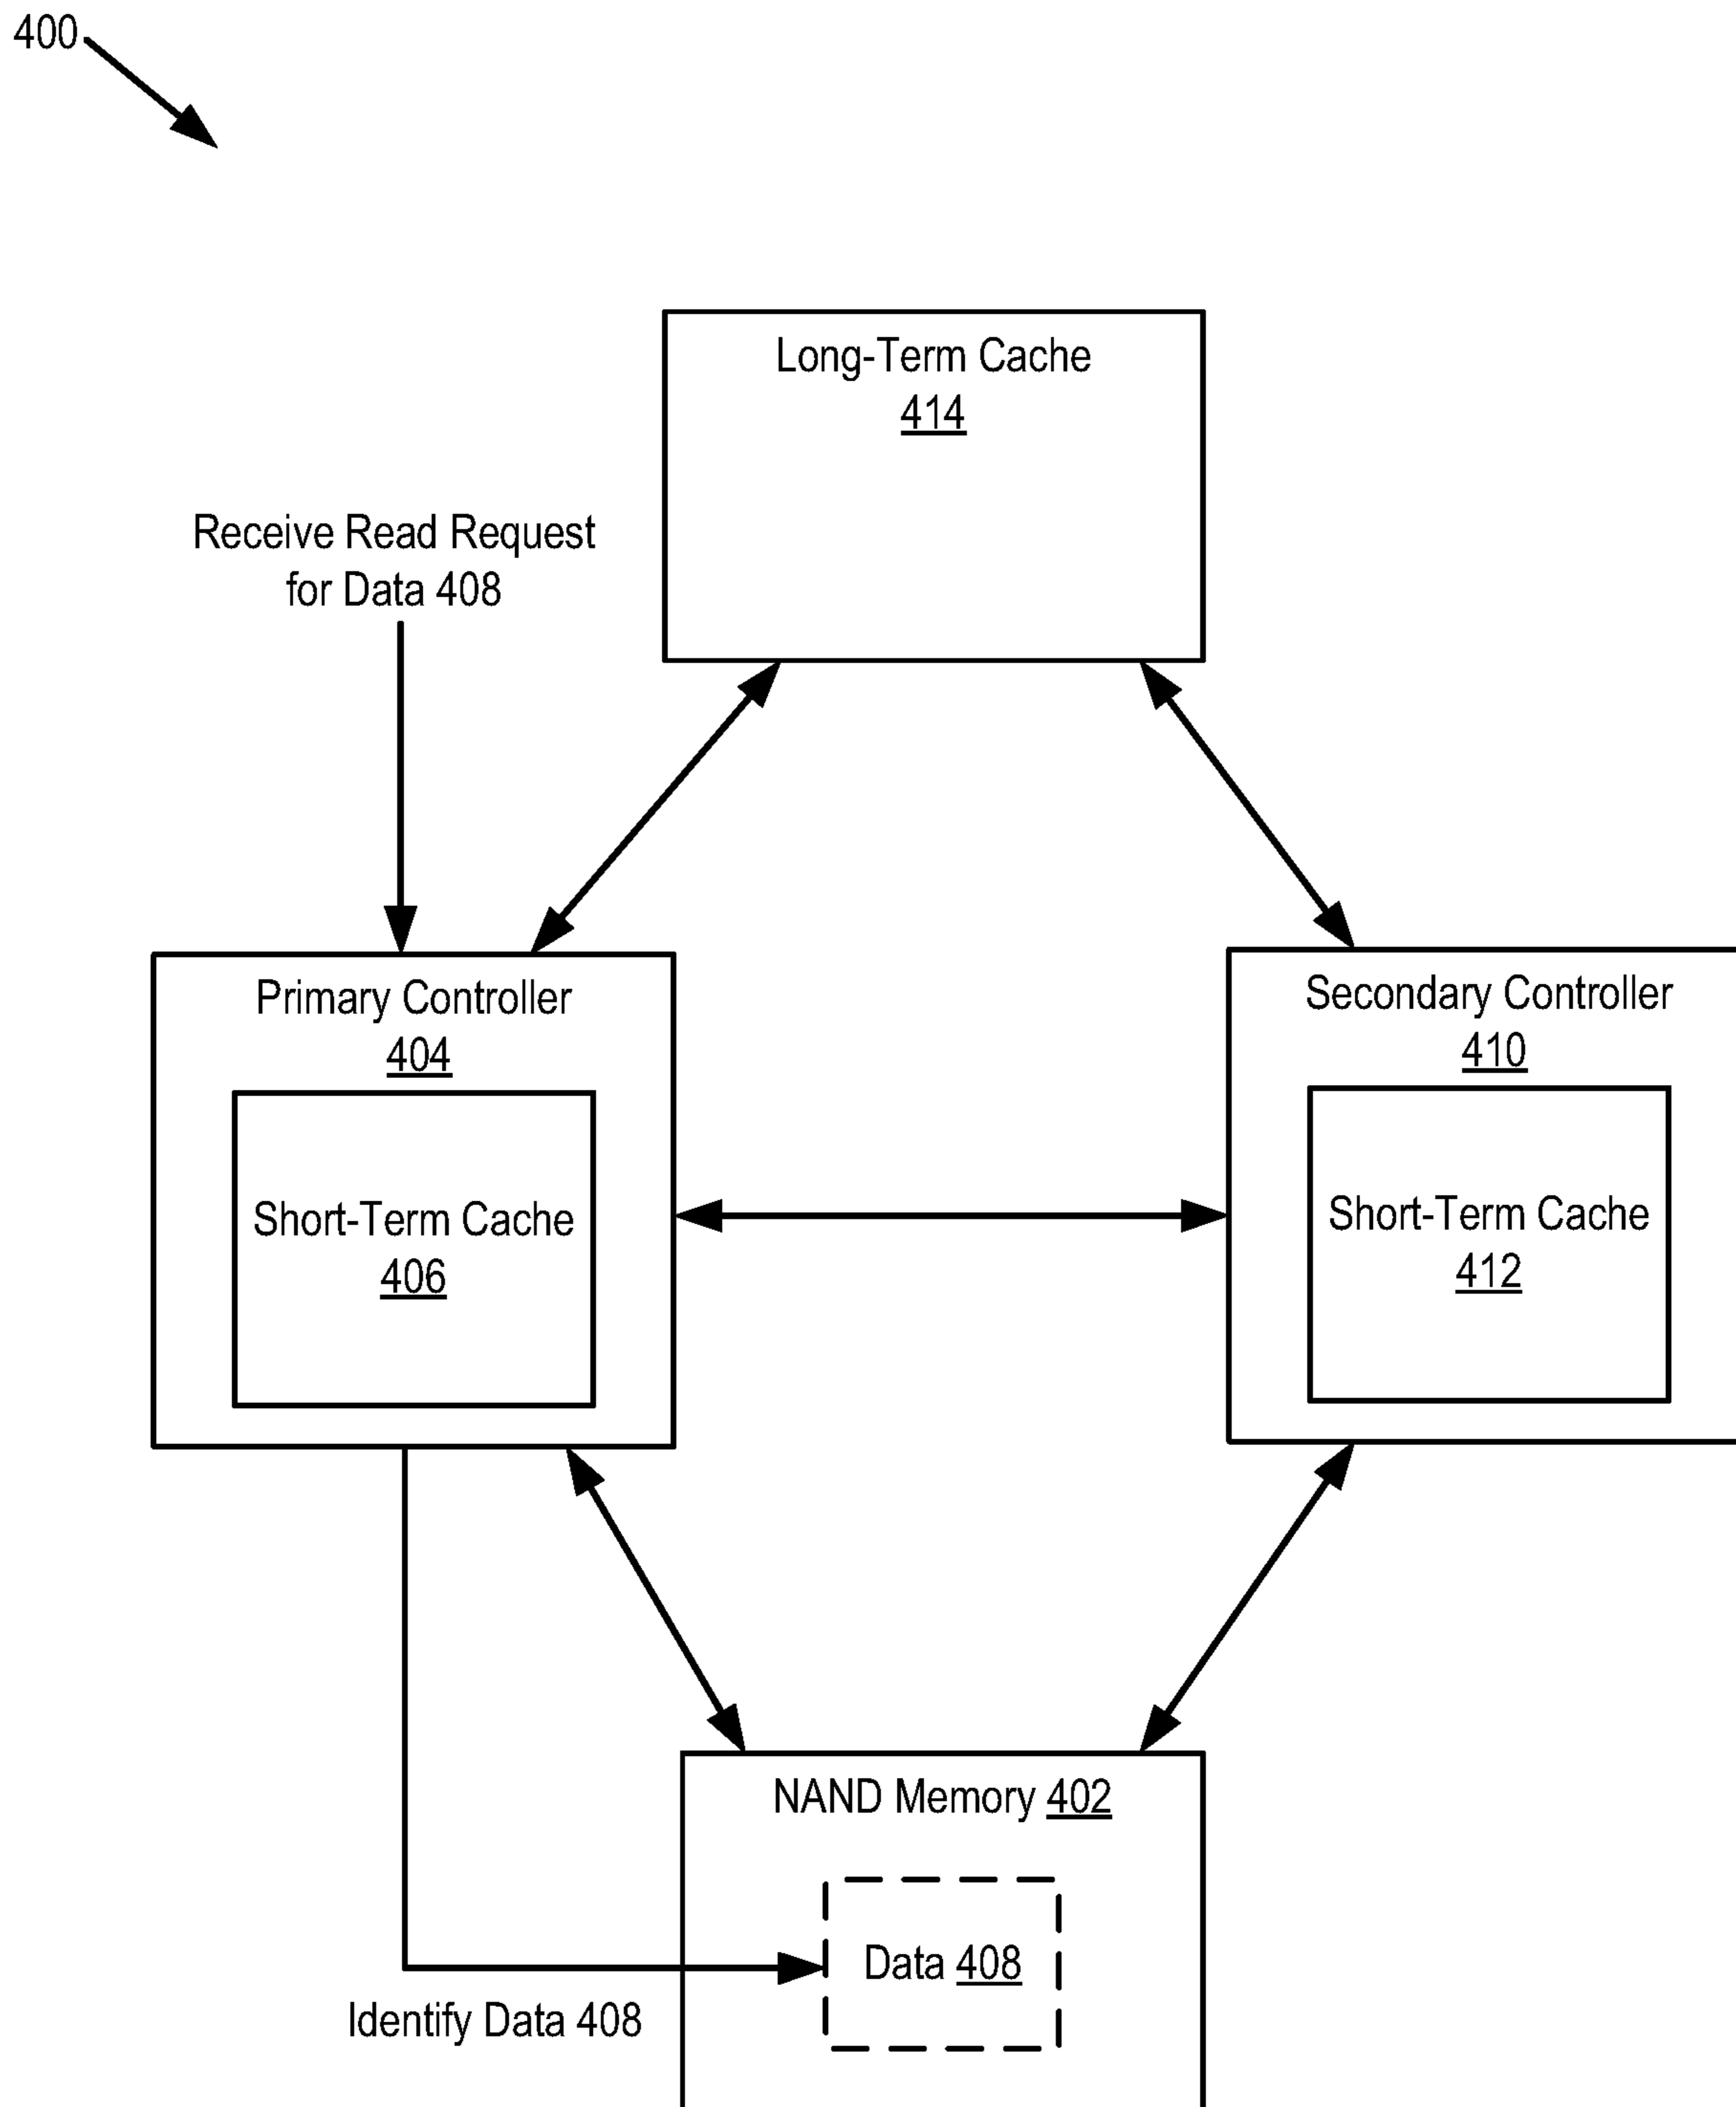 400
Long-Term Cache
414
Receive Read Request
for Data 408
Primary Controller
404
Short-Term Cache
406
Secondary Controller
410
Short-Term Cache
412
NAND Memory 402
Data 408
Identify Data 408